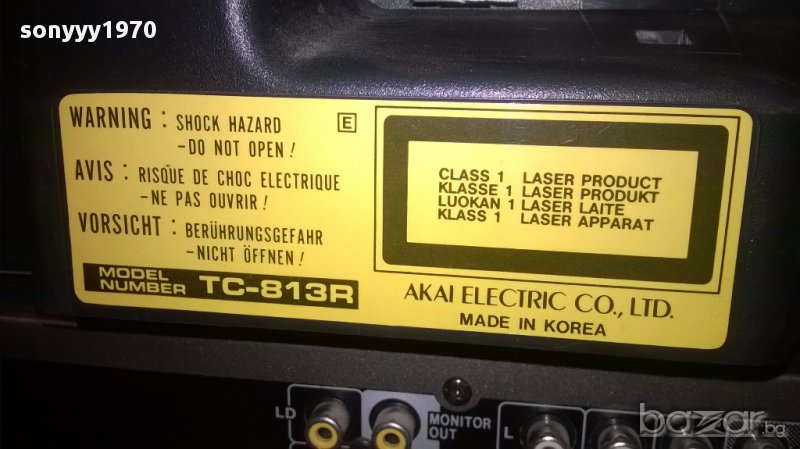 sonyyy1970
WARNING : SHOCK HAZARD
-DO NOT OPEN !
E
AVIS : RISQUE DE CHOC ELECTRIQUE
-NE PAS OUVRIR !
VORSICHT : BERÜHRUNGSGEFAHR
-NICHT ÖFFNEN !
MODEL NUMBER TC-813R
CLASS 1 LASER PRODUCT
KLASSE 1 LASER PRODUKT
LUOKAN 1 LASER LAITE
KLASS 1 LASER APPARAT
AKAI ELECTRIC CO., LTD.
MADE IN KOREA
LD
MONITOR
OUT
L
bazar.bg